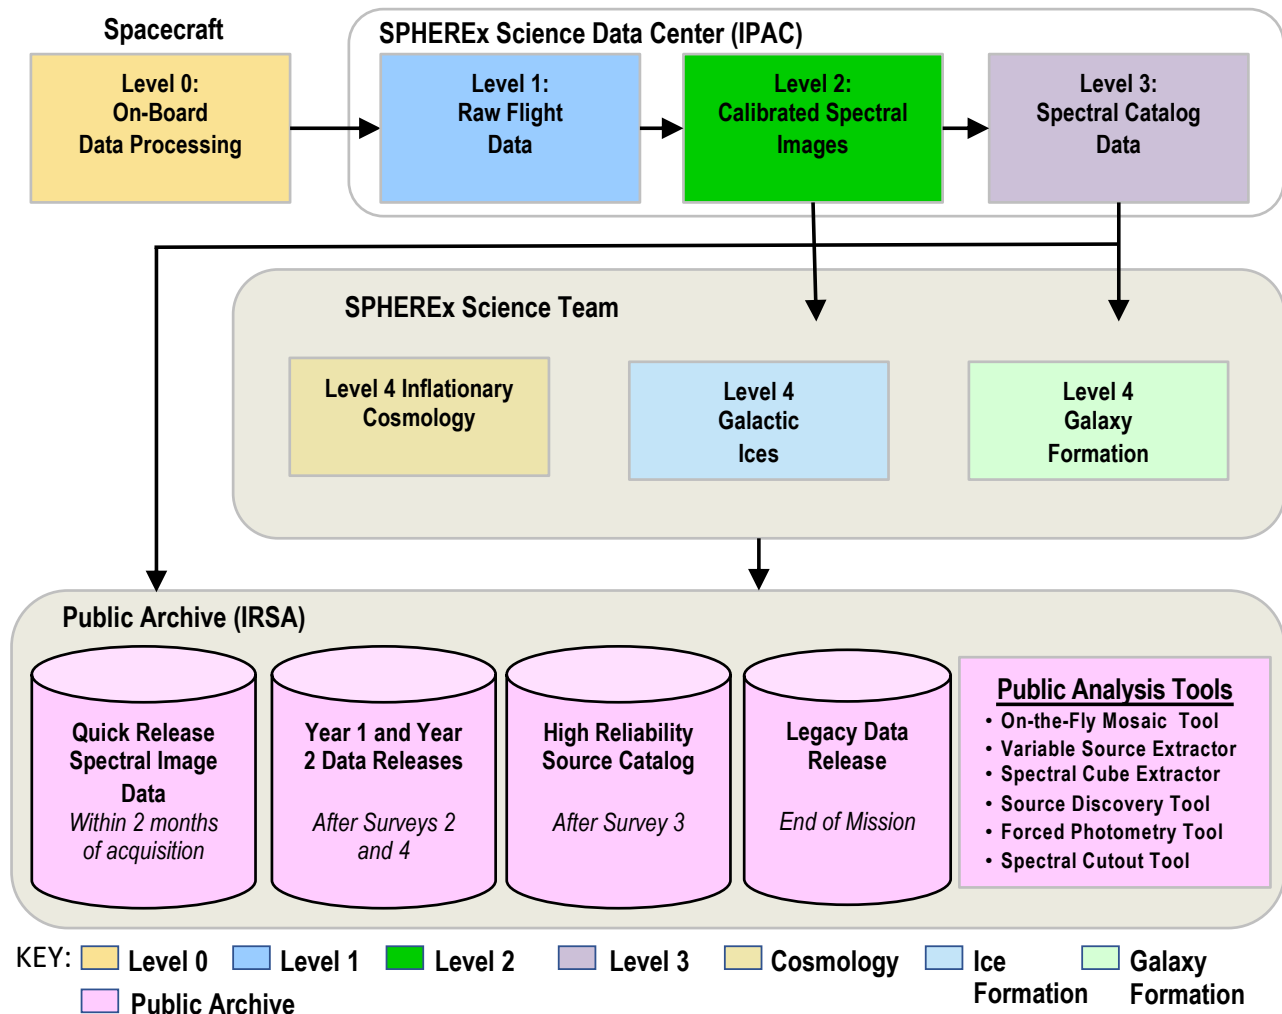 Spacecraft
SPHEREx Science Data Center (IPAC)
Level 0:
On-Board
Data Processing
Level 1:
Raw Flight
Data
Level 2:
Calibrated Spectral
Images
Level 3:
Spectral Catalog
Data
SPHEREx Science Team
Level 4 Inflationary
Cosmology
Level 4
Galactic
Ices
Level 4
Galaxy
Formation
Public Archive (IRSA)
Quick Release
Spectral Image
Data
Within 2 months
of acquisition
Year 1 and Year
2 Data Releases
After Surveys 2
and 4
High Reliability
Source Catalog
After Survey 3
Legacy Data
Release
End of Mission
Public Analysis Tools
• On-the-Fly Mosaic Tool
• Variable Source Extractor
• Spectral Cube Extractor
• Source Discovery Tool
• Forced Photometry Tool
• Spectral Cutout Tool
KEY:
Level 0
Level 1
Level 2
Level 3
Cosmology
Ice
Formation
Galaxy
Formation
Public Archive